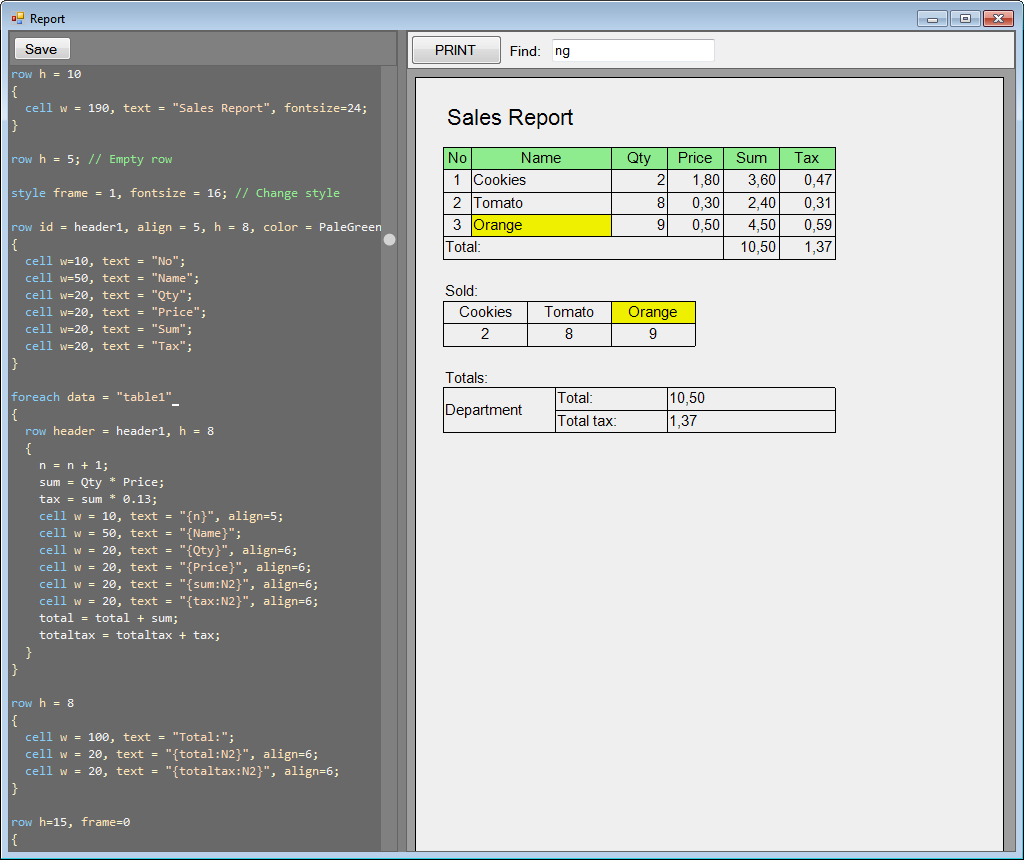 Report
Save
row h = 10
{
  cell w = 190, text = "Sales Report", fontsize=24;
}
row h = 5; // Empty row
style frame = 1, fontsize = 16; // Change style
row id = header1, align = 5, h = 8, color = PaleGreen
{
  cell w=10, text = "No";
  cell w=50, text = "Name";
  cell w=20, text = "Qty";
  cell w=20, text = "Price";
  cell w=20, text = "Sum";
  cell w=20, text = "Tax";
}
foreach data = "table1"
{
  row header = header1, h = 8
  {
    n = n + 1;
    sum = Qty * Price;
    tax = sum * 0.13;
    cell w = 10, text = "{n}", align=5;
    cell w = 50, text = "{Name}";
    cell w = 20, text = "{Qty}", align=6;
    cell w = 20, text = "{Price}", align=6;
    cell w = 20, text = "{sum:N2}", align=6;
    cell w = 20, text = "{tax:N2}", align=6;
    total = total + sum;
    totaltax = totaltax + tax;
  }
}
row h = 8
{
  cell w = 100, text = "Total:";
  cell w = 20, text = "{total:N2}", align=6;
  cell w = 20, text = "{totaltax:N2}", align=6;
}
row h=15, frame=0
{
PRINT Find: ng
Sales Report
No Name Qty Price Sum Tax
1 Cookies 2 1,80 3,60 0,47
2 Tomato 8 0,30 2,40 0,31
3 Orange 9 0,50 4,50 0,59
Total: 10,50 1,37
Sold:
Cookies Tomato Orange
2 8 9
Totals:
Department
Total: 10,50
Total tax: 1,37